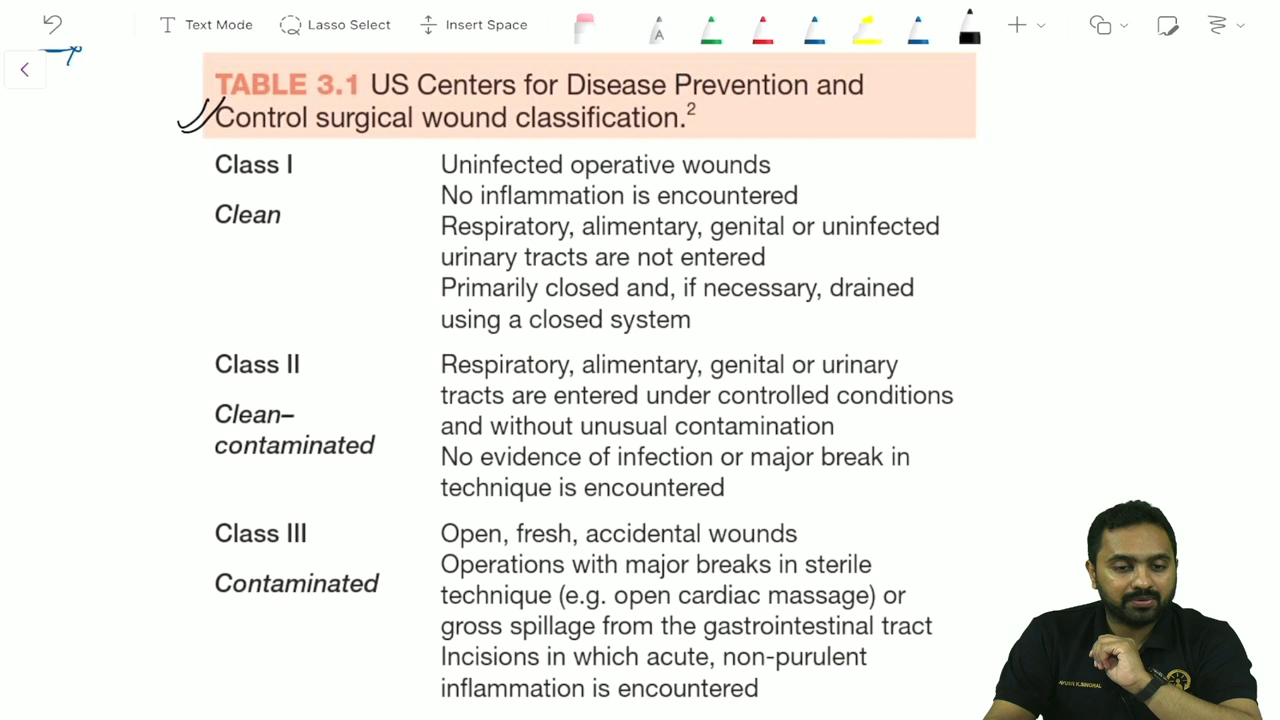 Text Mode
Lasso Select
Insert Space
TABLE 3.1 US Centers for Disease Prevention and
Control surgical wound classification.2
Class I
Clean
Uninfected operative wounds
No inflammation is encountered
Respiratory, alimentary, genital or uninfected
urinary tracts are not entered
Primarily closed and, if necessary, drained
using a closed system
Class II
Clean–
contaminated
Respiratory, alimentary, genital or urinary
tracts are entered under controlled conditions
and without unusual contamination
No evidence of infection or major break in
technique is encountered
Class III
Contaminated
Open, fresh, accidental wounds
Operations with major breaks in sterile
technique (e.g. open cardiac massage) or
gross spillage from the gastrointestinal tract
Incisions in which acute, non-purulent
inflammation is encountered